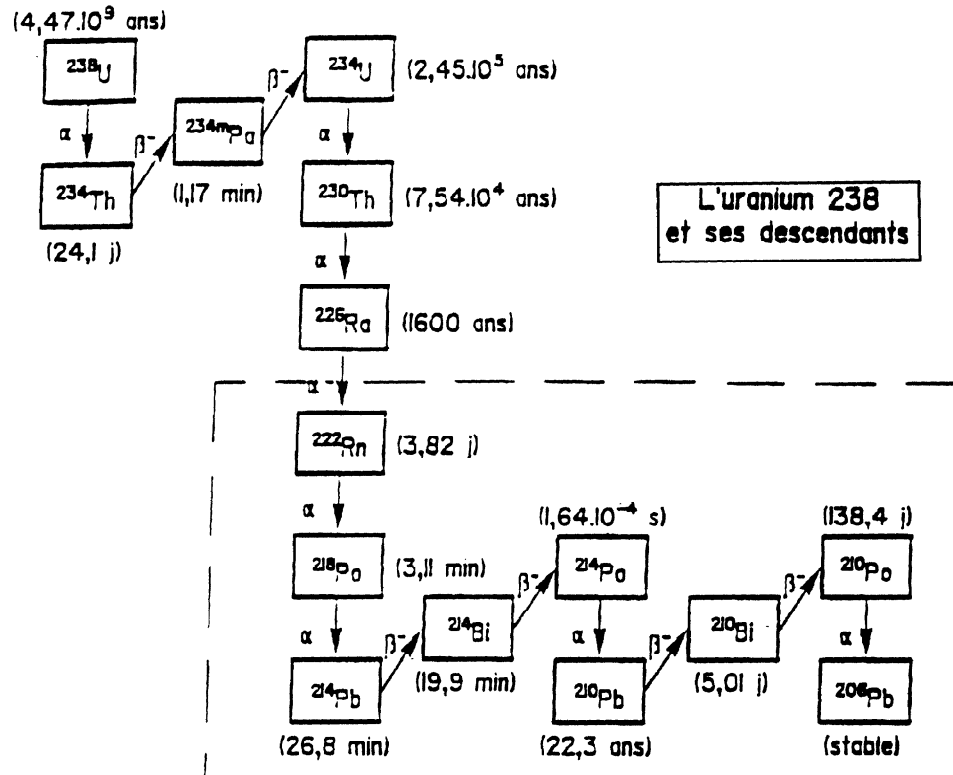 (4,47.10⁹ ans)
²³⁸U
α
²³⁴Th
(24,1 j)
β⁻
²³⁴ᵐPa
(1,17 min)
β⁻
²³⁴U
(2,45.10⁵ ans)
α
²³⁰Th
(7,54.10⁴ ans)
α
²²⁶Ra
(1600 ans)
α
L'uranium 238
et ses descendants
²²²Rn
(3,82 j)
α
²¹⁸Po
(3,11 min)
α
²¹⁴Pb
(26,8 min)
β⁻
²¹⁴Bi
(19,9 min)
β⁻
(1,64.10⁻⁴ s)
²¹⁴Po
α
²¹⁰Pb
(22,3 ans)
β⁻
²¹⁰Bi
(5,01 j)
β⁻
(138,4 j)
²¹⁰Po
α
²⁰⁶Pb
(stable)